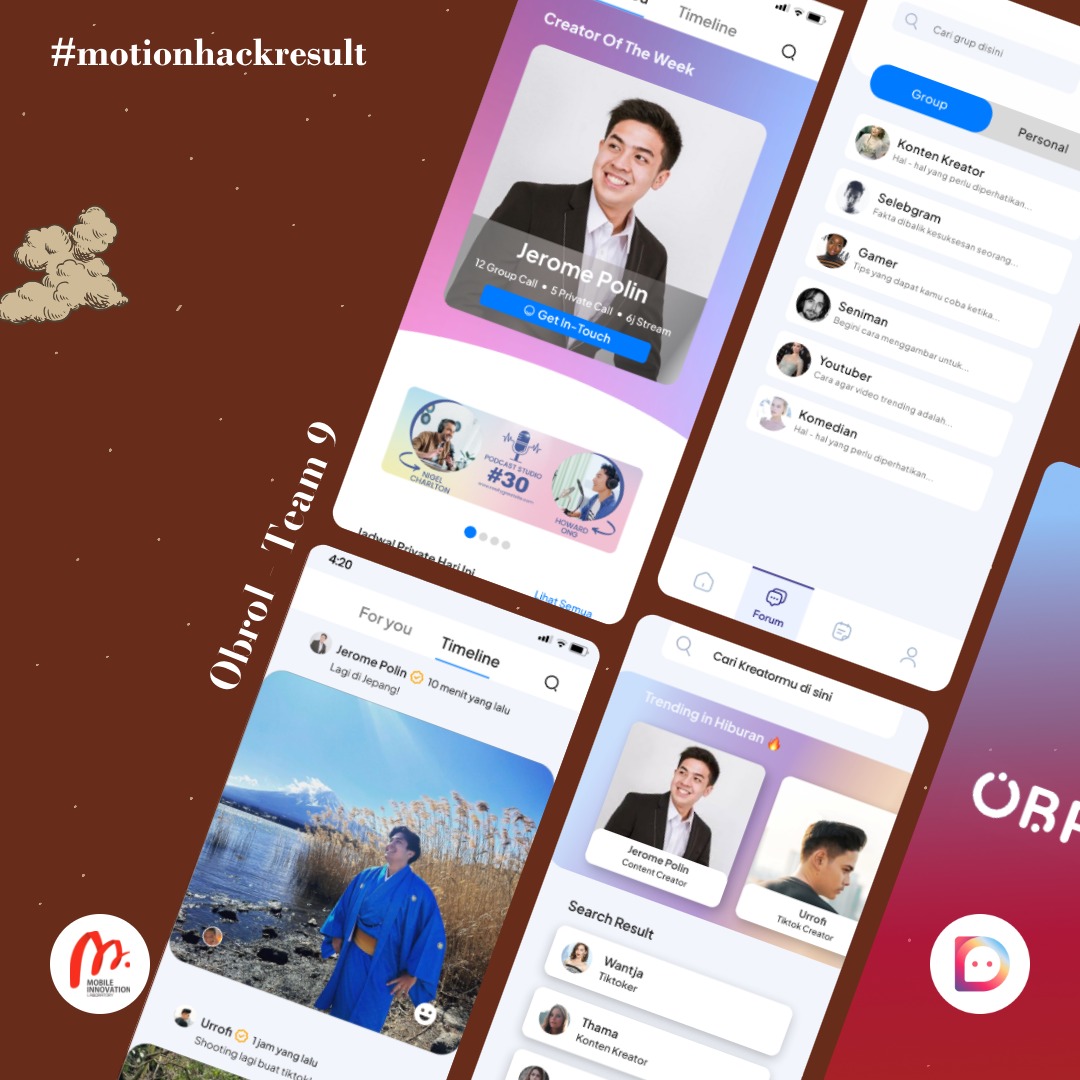 #motionhackresult
Obrol - Team 9
MOBILE
INNOVATION
LABORATORY
Timeline
Creator Of The Week
Jerome Polin
12 Group Call • 5 Private Call • 6j Stream
Get In-Touch
NIGEL
CHARLTON
PODCAST STUDIO
#30
HOWARD
ONG
Jadwal Private Hari Ini
Lihat Semua
Cari grup disini
Group
Personal
Konten Kreator
Hal - hal yang perlu diperhatikan...
Selebgram
Fakta dibalik kesuksesan seorang...
Gamer
Tips yang dapat kamu coba ketika...
Seniman
Begini cara menggambar untuk...
Youtuber
Cara agar video trending adalah...
Komedian
Hal - hal yang perlu diperhatikan...
Forum
4:20
For you
Timeline
Jerome Polin 10 menit yang lalu
Lagi di Jepang!
Urrofi 1 jam yang lalu
Shooting lagi buat tiktok!
Cari Kreatormu di sini
Trending in Hiburan 🔥
Jerome Polin
Content Creator
Urrofi
Tiktok Creator
Search Result
Wantja
Tiktoker
Thama
Konten Kreator